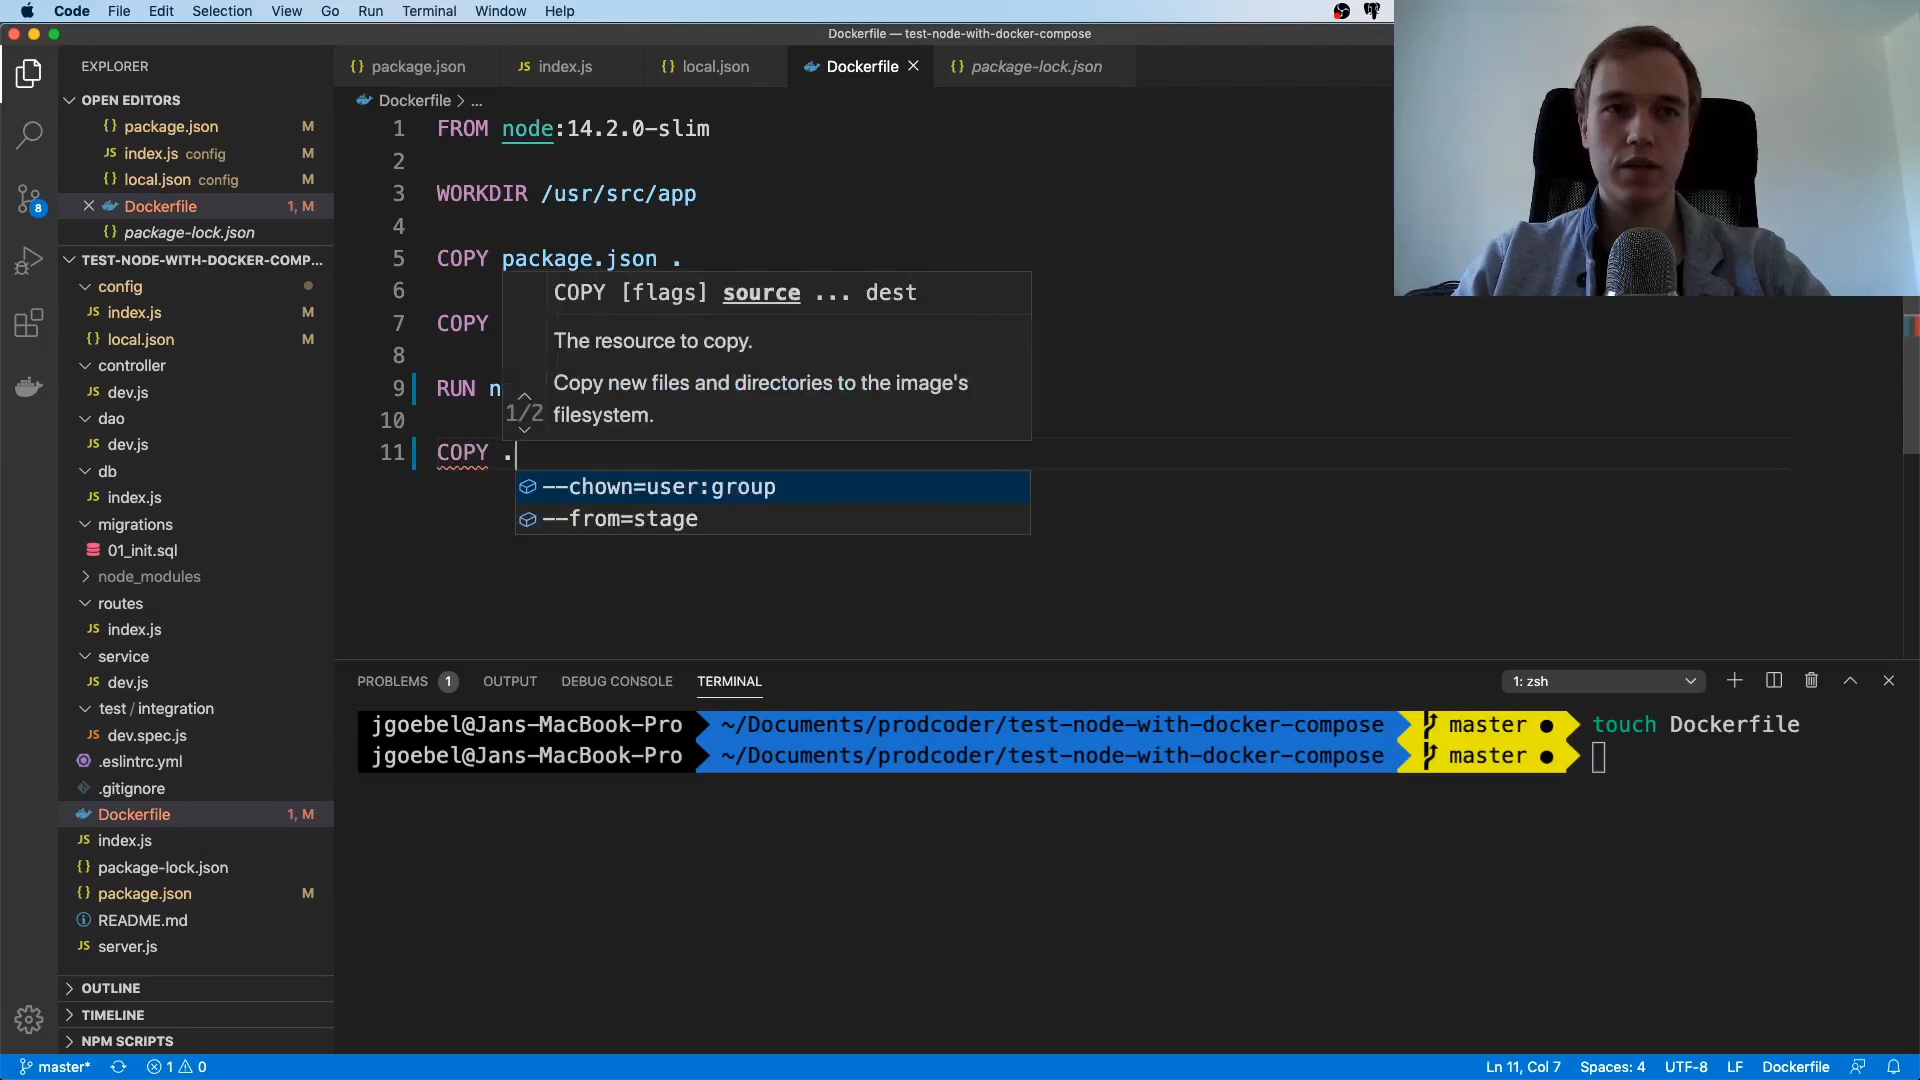 Code File Edit Selection View Go Run Terminal Window Help
Dockerfile — test-node-with-docker-compose
EXPLORER
OPEN EDITORS
package.json M
index.js config M
local.json config M
Dockerfile 1, M
package-lock.json
TEST-NODE-WITH-DOCKER-COMP...
config
index.js M
local.json M
controller
dev.js
dao
dev.js
db
index.js
migrations
01_init.sql
node_modules
routes
index.js
service
dev.js
test/integration
dev.spec.js
.eslintrc.yml
.gitignore
Dockerfile 1, M
index.js
package-lock.json
package.json M
README.md
server.js
OUTLINE
TIMELINE
NPM SCRIPTS
8
package.json index.js local.json Dockerfile package-lock.json
Dockerfile > ...
1 FROM node:14.2.0-slim
2
3 WORKDIR /usr/src/app
4
5 COPY package.json .
6
7 COPY
8
9 RUN n
10
11 COPY .
COPY [flags] source ... dest
The resource to copy.
Copy new files and directories to the image's
filesystem.
1/2
--chown=user:group
--from=stage
PROBLEMS 1 OUTPUT DEBUG CONSOLE TERMINAL 1: zsh
jgoebel@Jans-MacBook-Pro ~/Documents/prodcoder/test-node-with-docker-compose master ● touch Dockerfile
jgoebel@Jans-MacBook-Pro ~/Documents/prodcoder/test-node-with-docker-compose master ●
master* 1 0 Ln 11, Col 7 Spaces: 4 UTF-8 LF Dockerfile